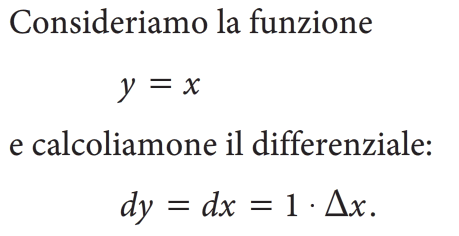 Consideriamo la funzione
y = x
e calcoliamone il differenziale:
dy = dx = 1 · Δx.